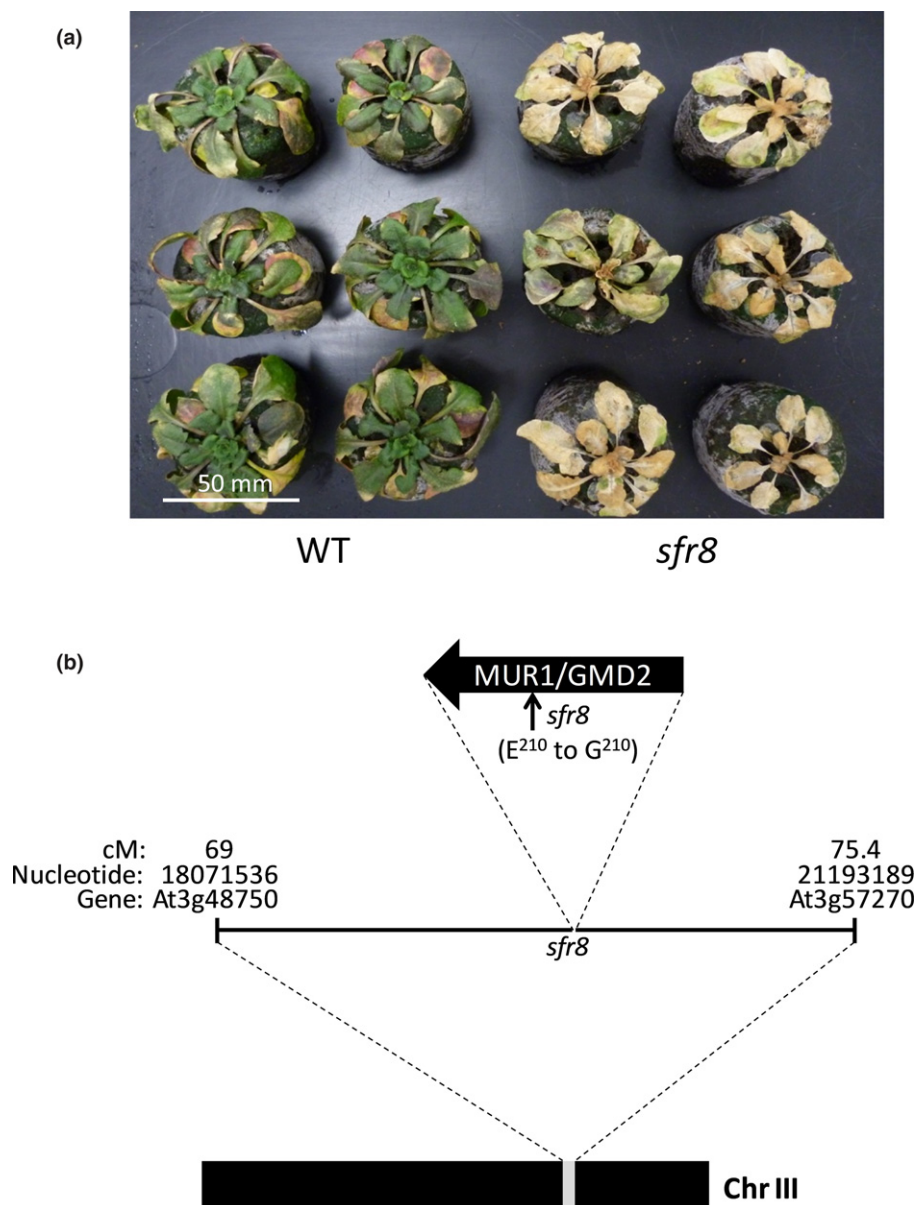 (a)
50 mm
WT sfr8
(b)
MUR1/GMD2
sfr8
(E²¹⁰ to G²¹⁰)
cM: 69 75.4
Nucleotide: 18071536 21193189
Gene: At3g48750 At3g57270
sfr8
Chr III